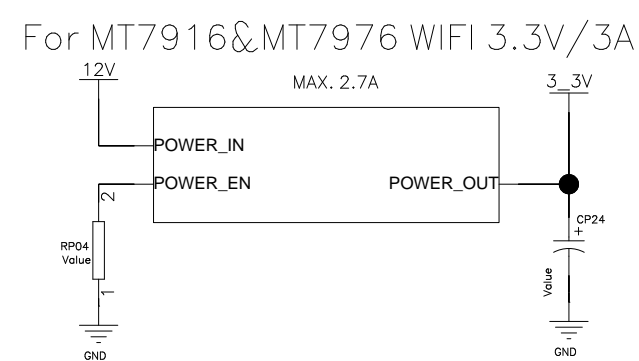 For MT7916&MT7976 WIFI 3.3V/3A
12V
MAX. 2.7A
3_3V
POWER_IN
POWER_EN
POWER_OUT
2
RP04
Value
1
GND
CP24
+
Value
GND